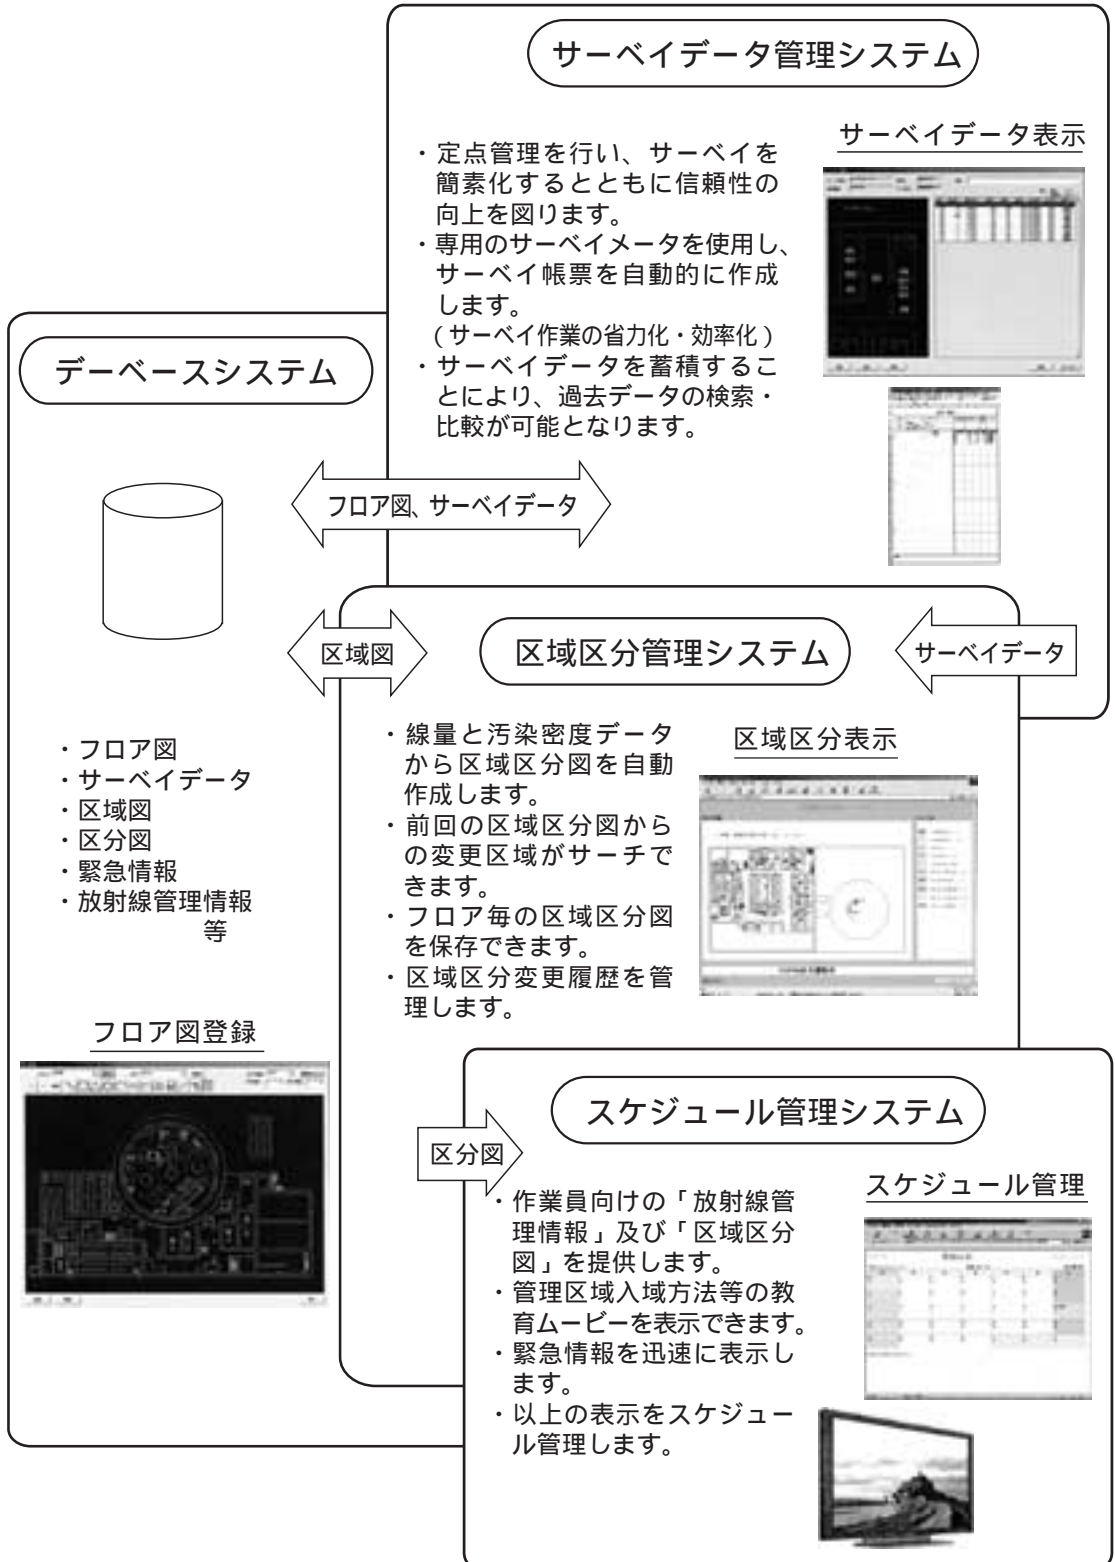 サーベイデータ管理システム
サーベイデータ表示
・定点管理を行い、サーベイを
簡素化するとともに信頼性の
向上を図ります。
・専用のサーベイメータを使用し、
サーベイ帳票を自動的に作成
します。
(サーベイ作業の省力化・効率化)
・サーベイデータを蓄積するこ
とにより、過去データの検索・
比較が可能となります。
データベースシステム
フロア図、サーベイデータ
区域図
区域区分管理システム
サーベイデータ
・フロア図
・サーベイデータ
・区域図
・区分図
・緊急情報
・放射線管理情報
等
・線量と汚染密度データ
から区域区分図を自動
作成します。
・前回の区域区分図から
の変更区域がサーチで
きます。
・フロア毎の区域区分図
を保存できます。
・区域区分変更履歴を管
理します。
区域区分表示
フロア図登録
スケジュール管理システム
区分図
スケジュール管理
・作業員向けの「放射線管
理情報」及び「区域区分
図」を提供します。
・管理区域入域方法等の教
育ムービーを表示できます。
・緊急情報を迅速に表示し
ます。
・以上の表示をスケジュー
ル管理します。